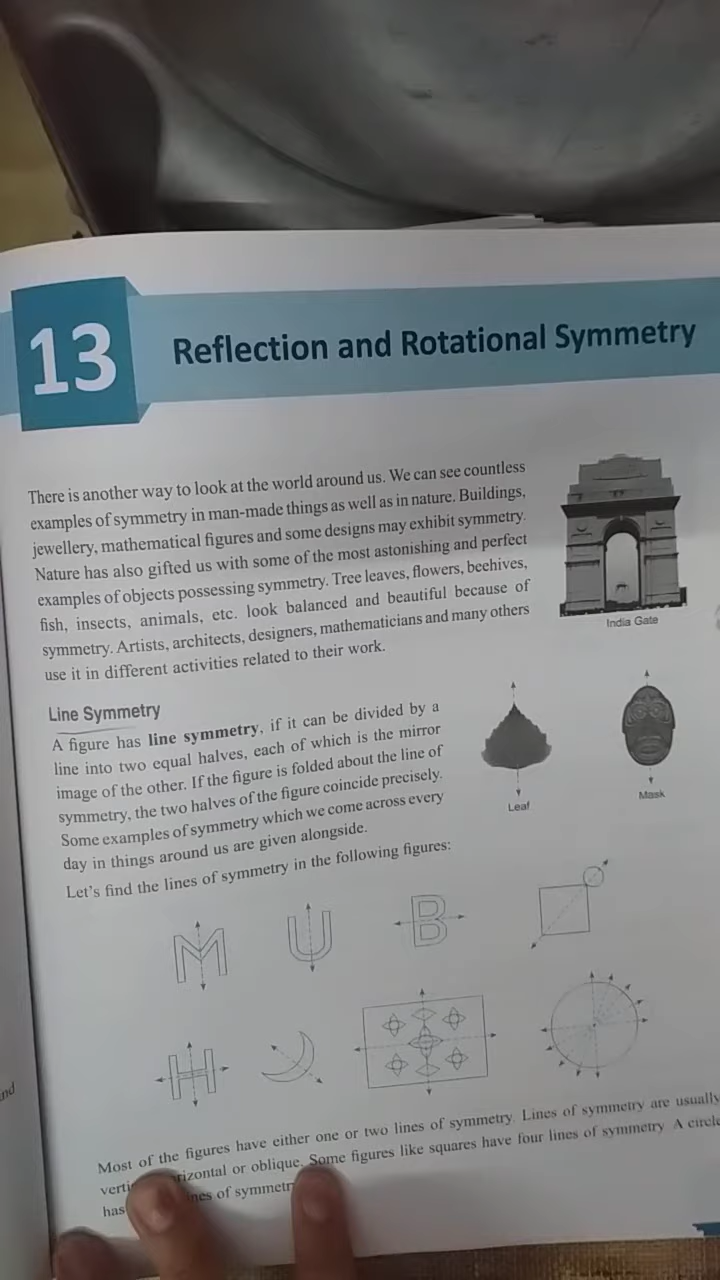 13
Reflection and Rotational Symmetry
There is another way to look at the world around us. We can see countless
examples of symmetry in man-made things as well as in nature. Buildings,
jewellery, mathematical figures and some designs may exhibit symmetry.
Nature has also gifted us with some of the most astonishing and perfect
examples of objects possessing symmetry. Tree leaves, flowers, beehives,
fish, insects, animals, etc. look balanced and beautiful because of
symmetry. Artists, architects, designers, mathematicians and many others
use it in different activities related to their work.
India Gate
Line Symmetry
A figure has line symmetry, if it can be divided by a
line into two equal halves, each of which is the mirror
image of the other. If the figure is folded about the line of
symmetry, the two halves of the figure coincide precisely.
Some examples of symmetry which we come across every
day in things around us are given alongside.
Leaf
Mask
Let's find the lines of symmetry in the following figures:
M U B
H
Most of the figures have either one or two lines of symmetry. Lines of symmetry are usually
or oblique. Some figures like squares have four lines of symmetry. A circle
has of